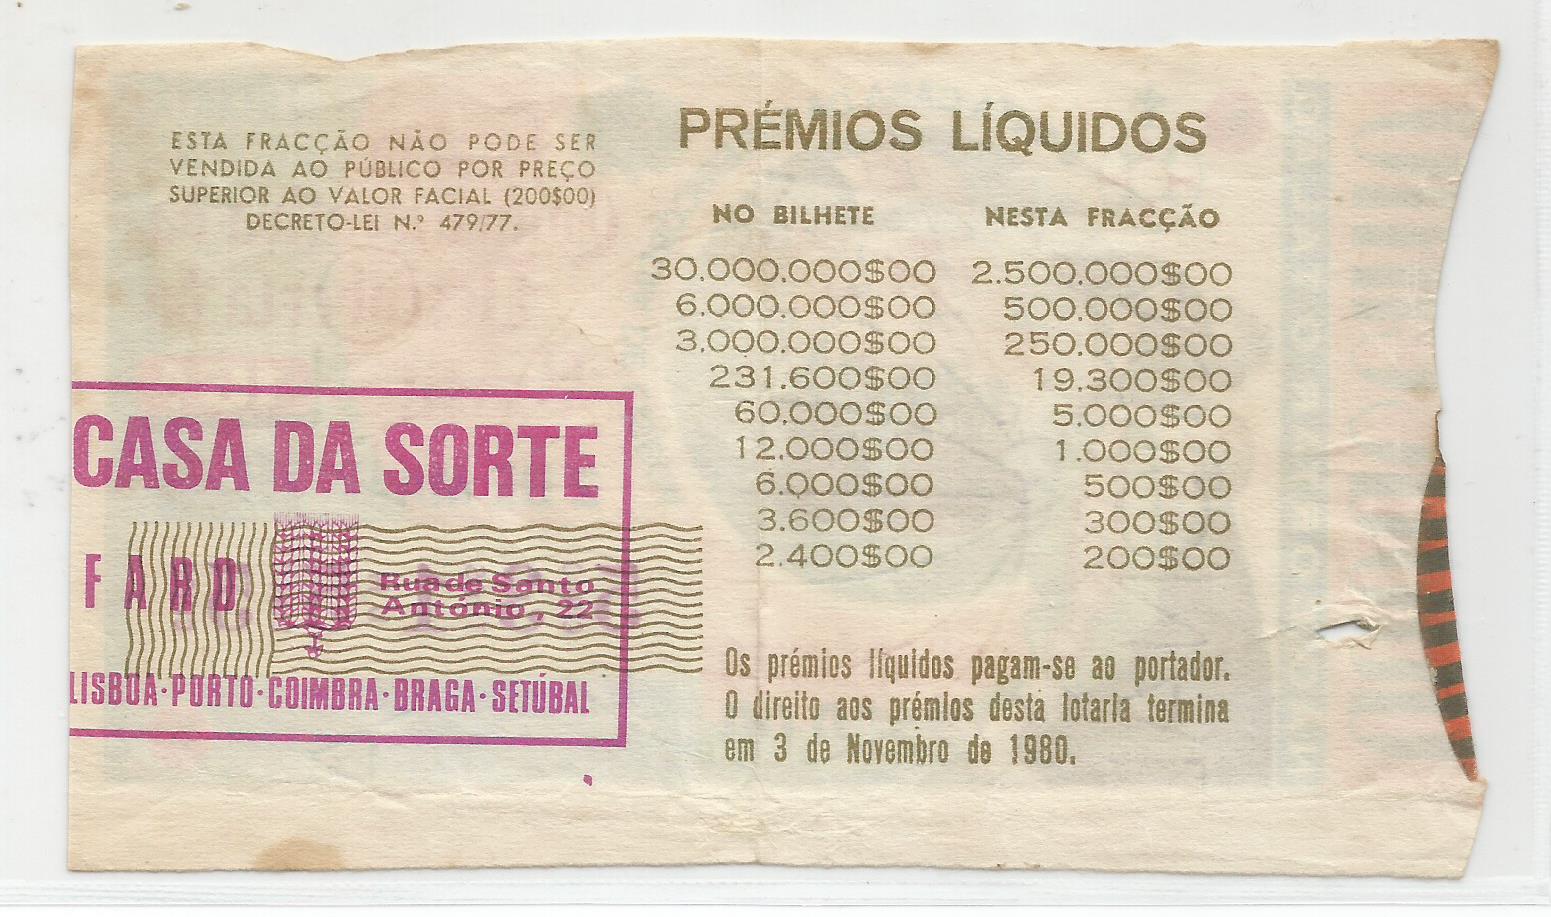 ESTA FRACÇÃO NÃO PODE SER
VENDIDA AO PÚBLICO POR PREÇO
SUPERIOR AO VALOR FACIAL (200$00)
DECRETO-LEI N.º 479/77.
PRÉMIOS LÍQUIDOS
NO BILHETE NESTA FRACÇÃO
30.000.000$00 2.500.000$00
6.000.000$00 500.000$00
3.000.000$00 250.000$00
231.600$00 19.300$00
60.000$00 5.000$00
12.000$00 1.000$00
6.000$00 500$00
3.600$00 300$00
2.400$00 200$00
Os prémios líquidos pagam-se ao portador.
O direito aos prémios desta lotaria termina
em 3 de Novembro de 1980.
CASA DA SORTE
FARO
Rua de Santo
António, 22
LISBOA·PORTO·COIMBRA·BRAGA·SETÚBAL